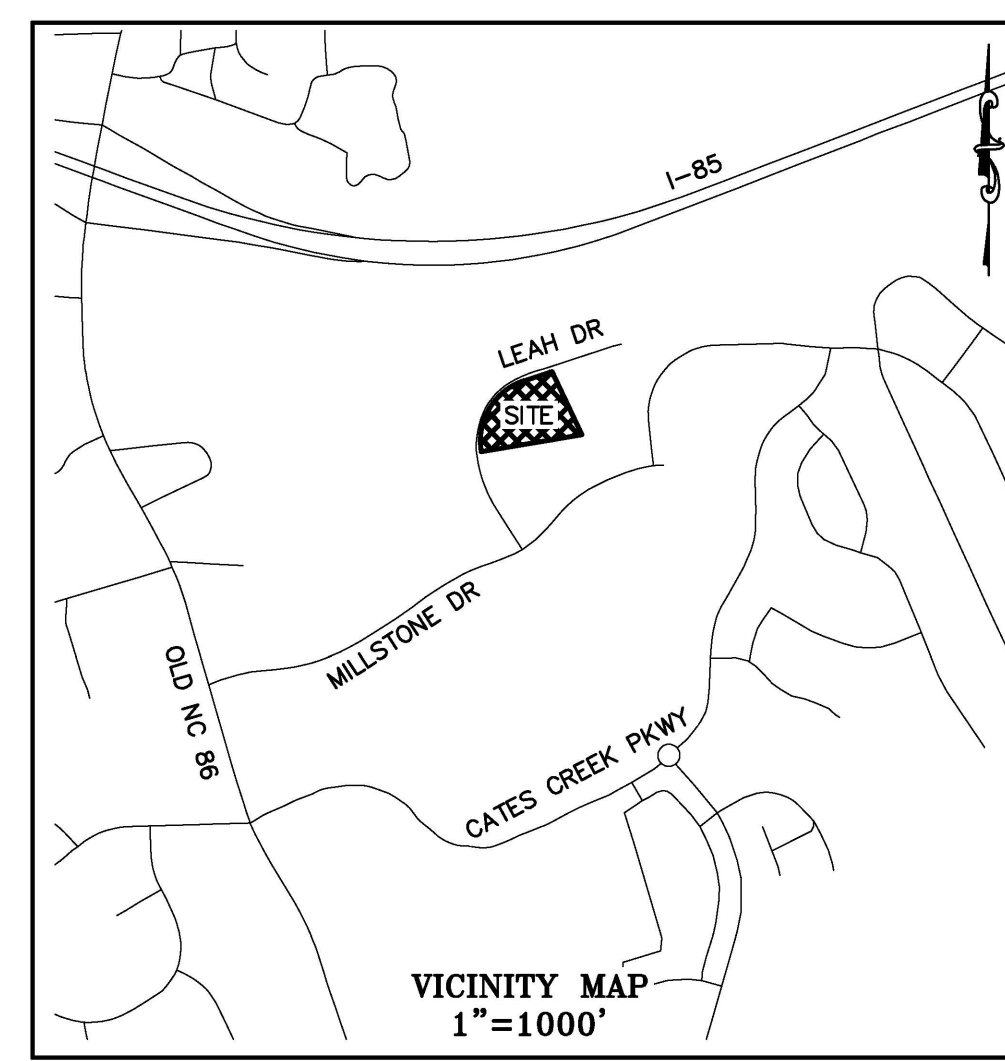 I-85
LEAH DR
SITE
MILLSTONE DR
OLD NC 86
CATES CREEK PKWY
VICINITY MAP
1"=1000'